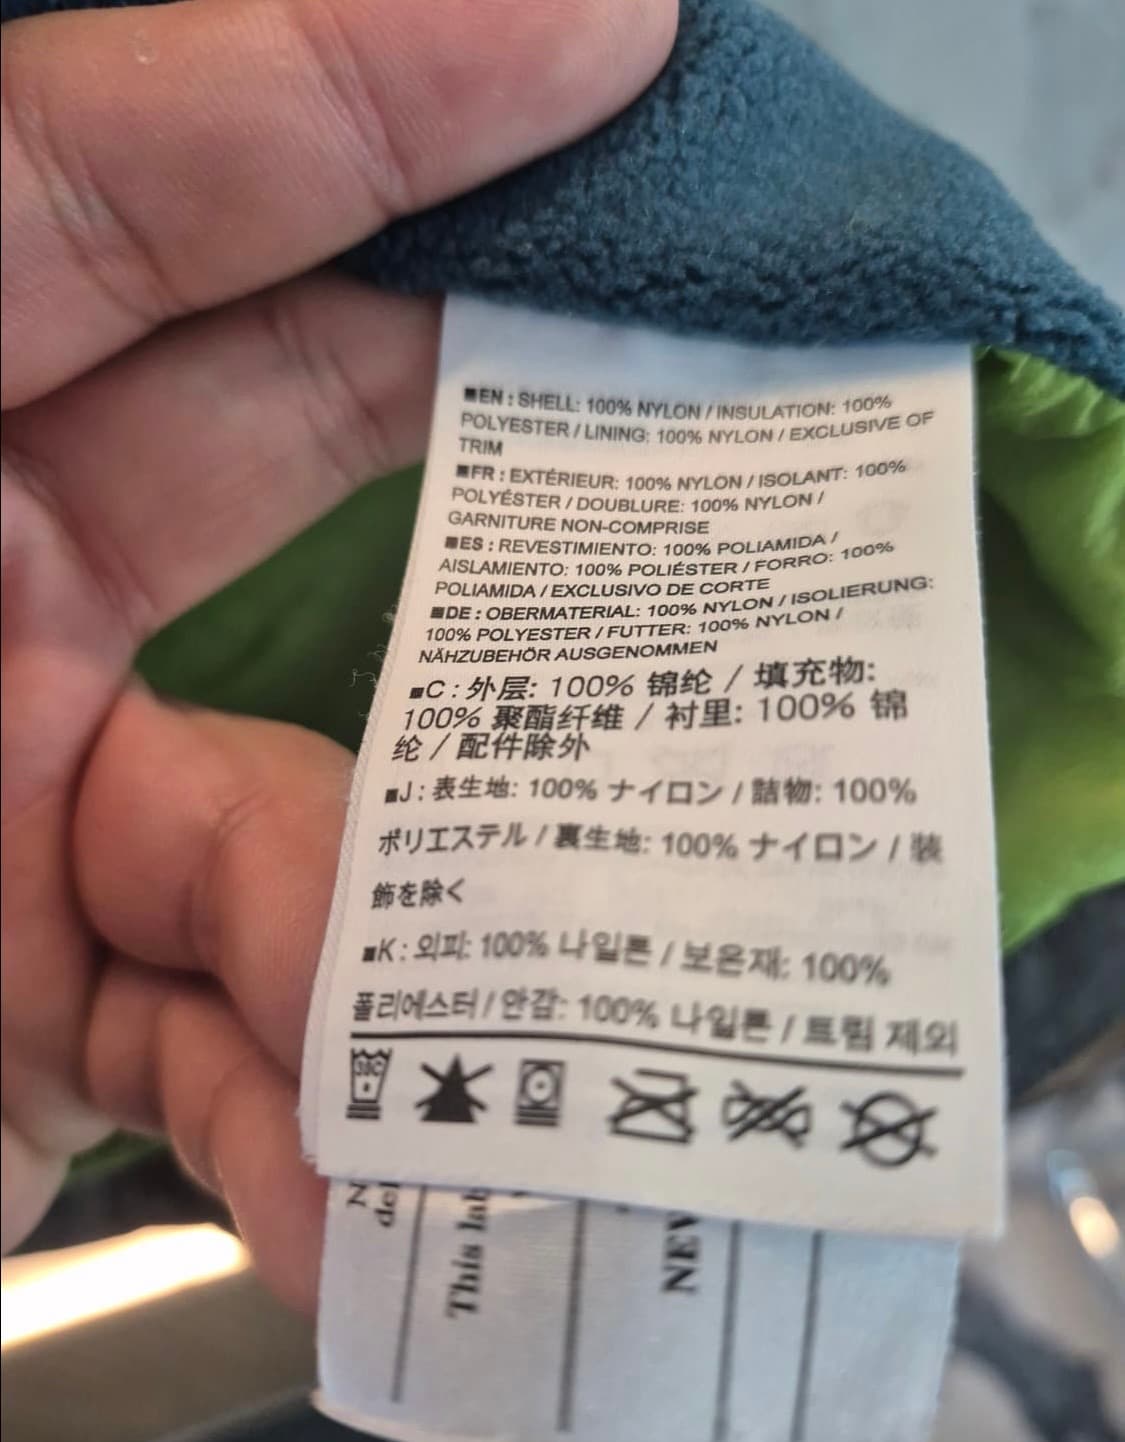 ■EN : SHELL: 100% NYLON / INSULATION: 100%
POLYESTER / LINING: 100% NYLON / EXCLUSIVE OF
TRIM
■FR : EXTÉRIEUR: 100% NYLON / ISOLANT: 100%
POLYÉSTER / DOUBLURE: 100% NYLON /
GARNITURE NON-COMPRISE
■ES : REVESTIMIENTO: 100% POLIAMIDA /
AISLAMIENTO: 100% POLIÉSTER / FORRO: 100%
POLIAMIDA / EXCLUSIVO DE CORTE
■DE : OBERMATERIAL: 100% NYLON / ISOLIERUNG:
100% POLYESTER / FUTTER: 100% NYLON /
NÄHZUBEHÖR AUSGENOMMEN
■C : 外层: 100% 锦纶 / 填充物:
100% 聚酯纤维 / 衬里: 100% 锦
纶 / 配件除外
■J : 表生地: 100% ナイロン / 詰物: 100%
ポリエステル / 裏生地: 100% ナイロン / 装
飾を除く
■K : 외피: 100% 나일론 / 보온재: 100%
폴리에스터 / 안감: 100% 나일론 / 트림 제외
30C
This